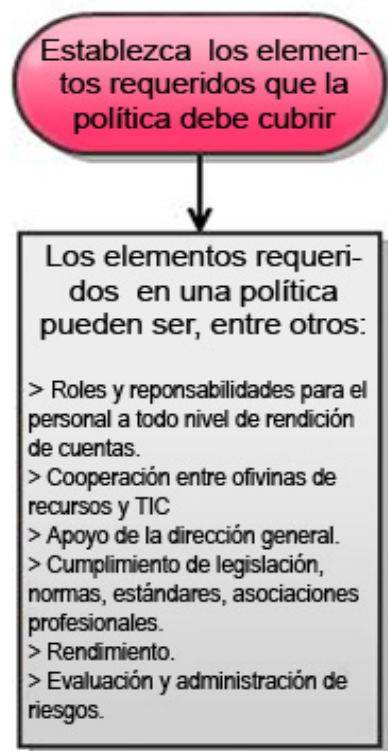 Establezca los elemen-
tos requeridos que la
política debe cubrir
Los elementos requeri-
dos en una política
pueden ser, entre otros:
> Roles y reponsabilidades para el
personal a todo nivel de rendición
de cuentas.
> Cooperación entre ofivinas de
recursos y TIC
> Apoyo de la dirección general.
> Cumplimiento de legislación,
normas, estándares, asociaciones
profesionales.
> Rendimiento.
> Evaluación y administración de
riesgos.